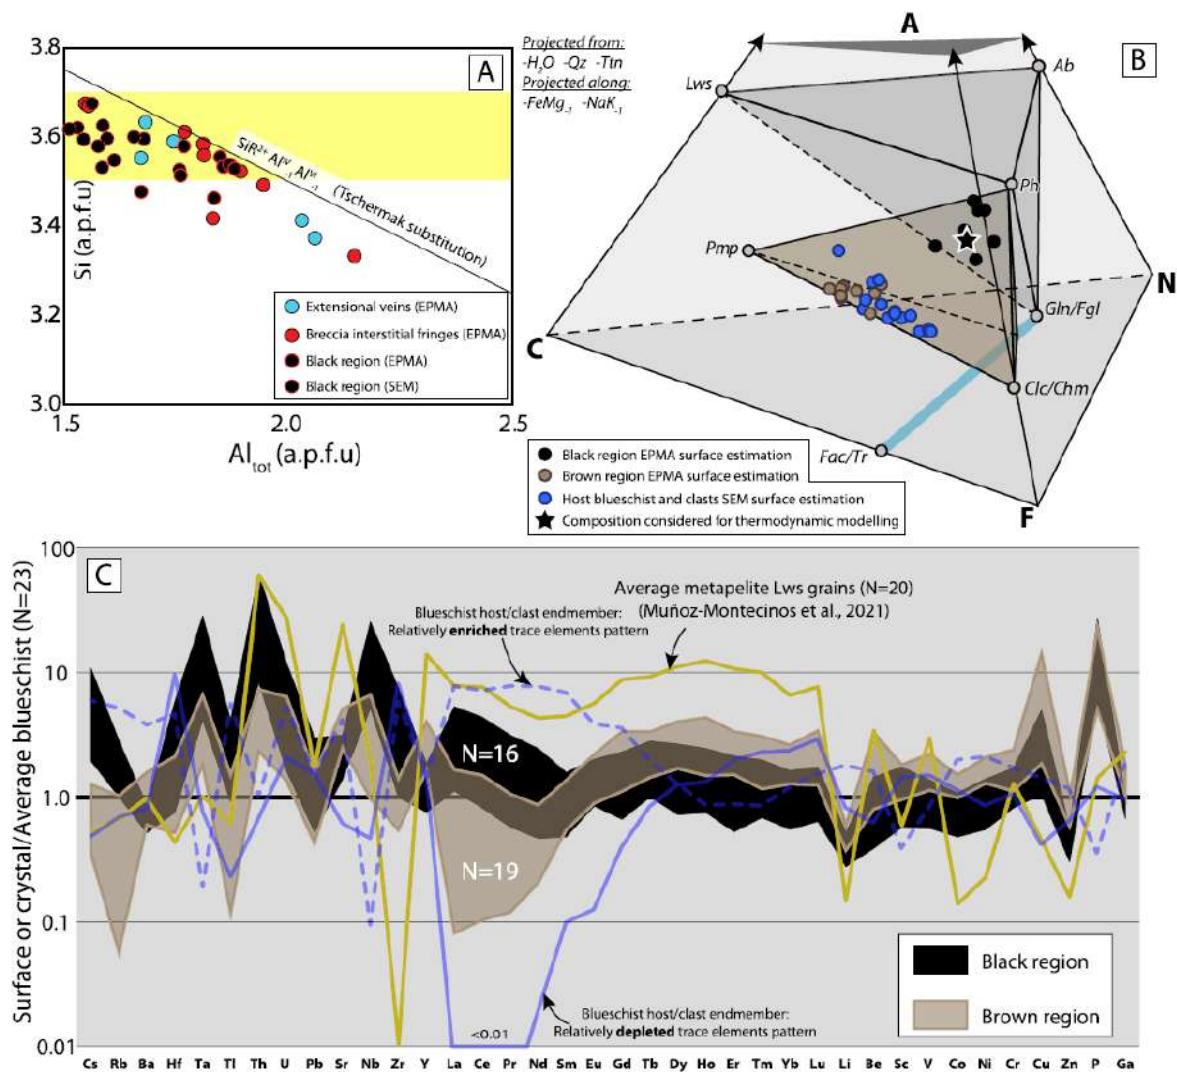 3.8
3.6
3.4
3.2
3.0
Si (a.p.f.u)
1.5
2.0
2.5
Al tot (a.p.f.u)
A
SiR²⁺ Al^IV_-1 Al^VI_-1 (Tschermak substitution)
Extensional veins (EPMA)
Breccia interstitial fringes (EPMA)
Black region (EPMA)
Black region (SEM)
Projected from:
-H₂O -Qz -Ttn
Projected along:
-FeMg₋₁ -NaK₋₁
B
A
Lws
Ab
Ph
Pmp
N
Gln/Fgl
C
Clc/Chm
Fac/Tr
F
Black region EPMA surface estimation
Brown region EPMA surface estimation
Host blueschist and clasts SEM surface estimation
Composition considered for thermodynamic modelling
C
Surface or crystal/Average blueschist (N=23)
100
10
1.0
0.1
0.01
Average metapelite Lws grains (N=20)
(Muñoz-Montecinos et al., 2021)
Blueschist host/clast endmember:
Relatively enriched trace elements pattern
N=16
N=19
<0.01
Blueschist host/clast endmember:
Relatively depleted trace elements pattern
Black region
Brown region
Cs Rb Ba Hf Ta Tl Th U Pb Sr Nb Zr Y La Ce Pr Nd Sm Eu Gd Tb Dy Ho Er Tm Yb Lu Li Be Sc V Co Ni Cr Cu Zn P Ga